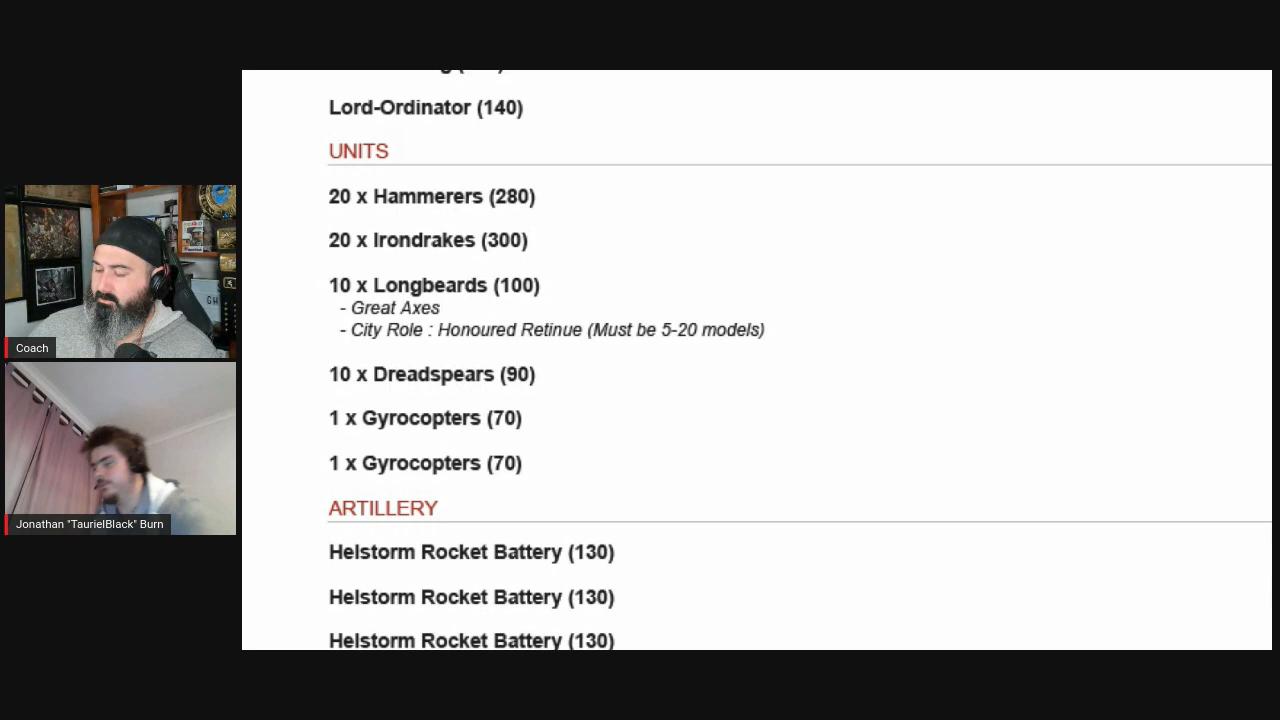 Lord-Ordinator (140)
UNITS
20 x Hammerers (280)
20 x Irondrakes (300)
10 x Longbeards (100)
- Great Axes
- City Role : Honoured Retinue (Must be 5-20 models)
10 x Dreadspears (90)
1 x Gyrocopters (70)
1 x Gyrocopters (70)
ARTILLERY
Helstorm Rocket Battery (130)
Helstorm Rocket Battery (130)
Helstorm Rocket Battery (130)
Coach
Jonathan "TaurielBlack" Burn